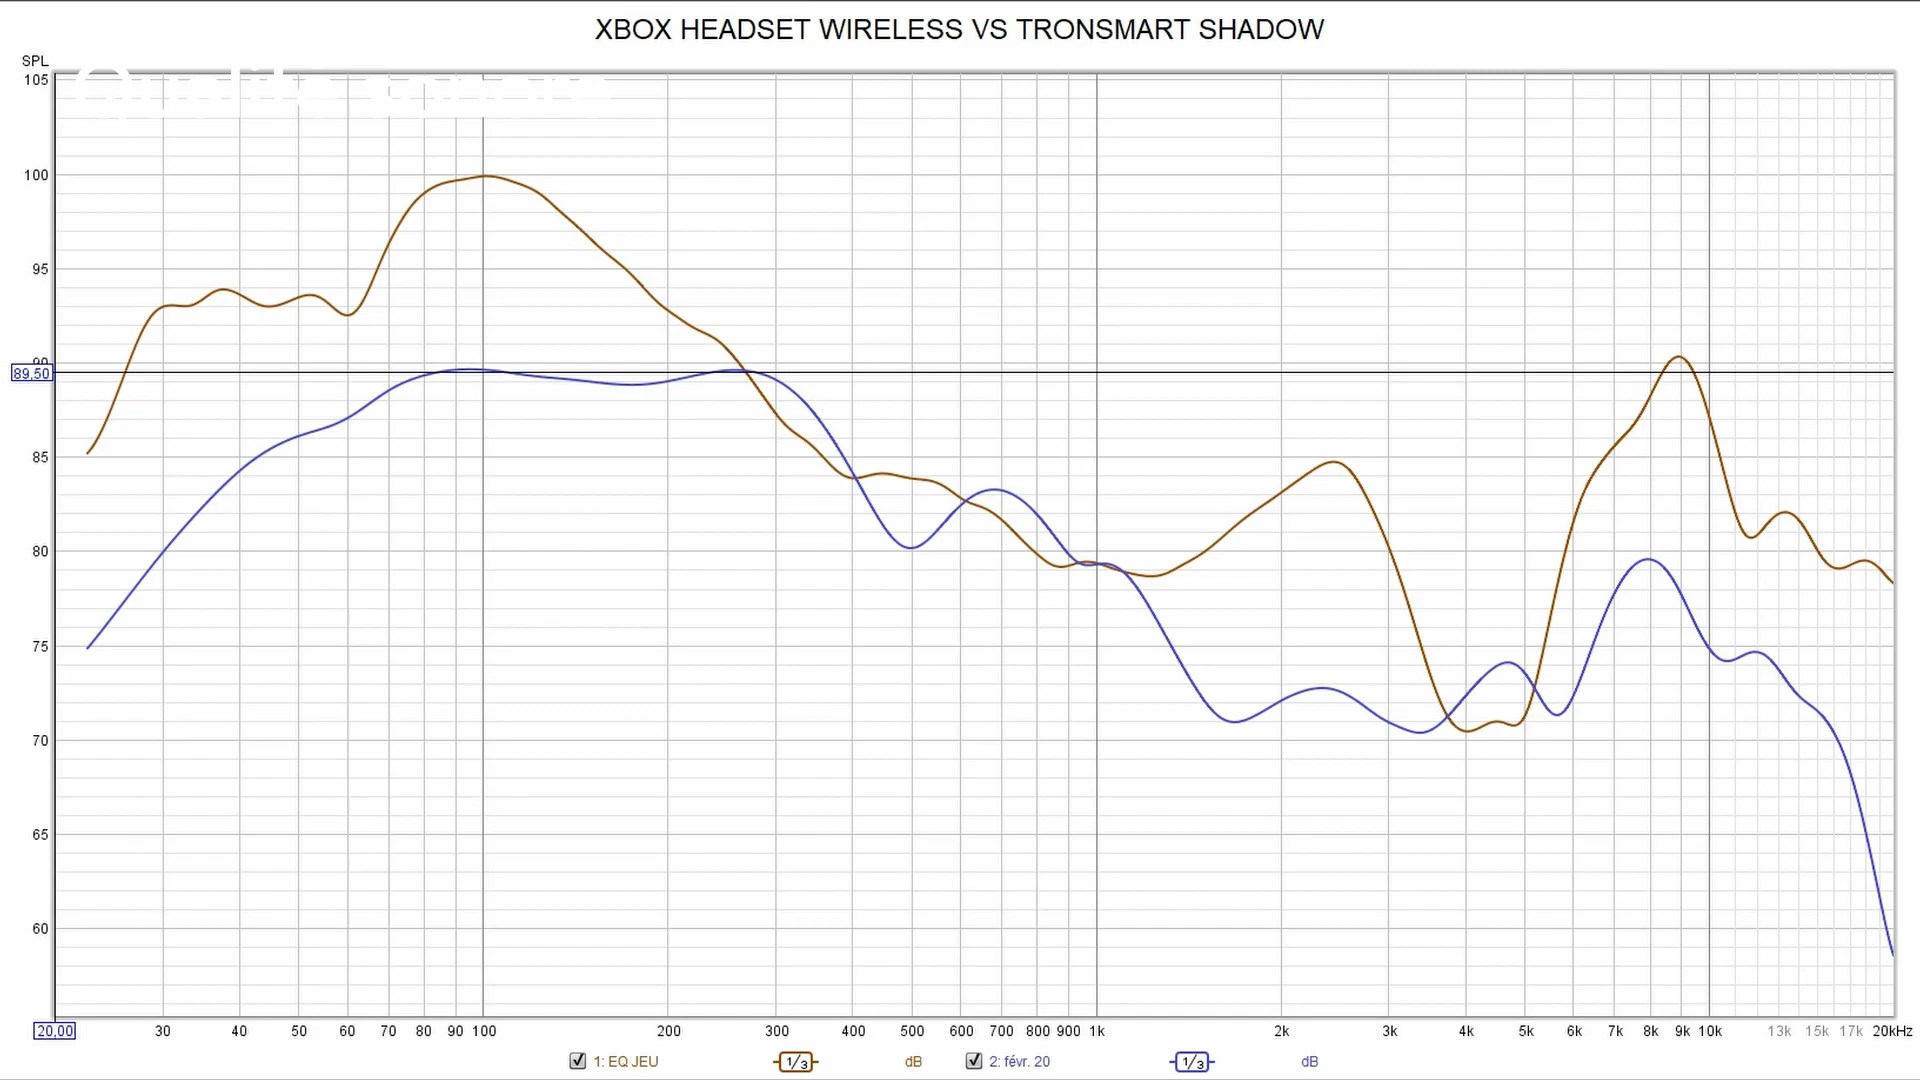 XBOX HEADSET WIRELESS VS TRONSMART SHADOW
SPL
105
100
95
90
89,50
85
80
75
70
65
60
20,00 30 40 50 60 70 80 90 100 200 300 400 500 600 700 800 900 1k 2k 3k 4k 5k 6k 7k 8k 9k 10k 13k 15k 17k 20kHz
1: EQ JEU 1/3 dB 2: févr. 20 1/3 dB